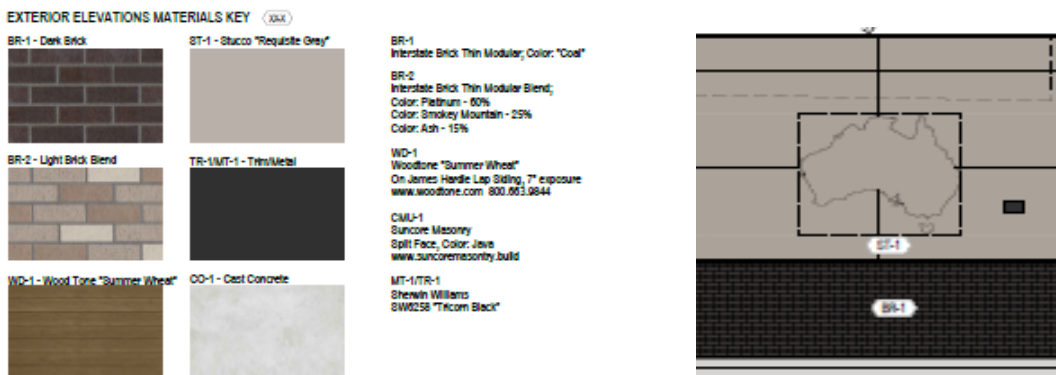 EXTERIOR ELEVATIONS MATERIALS KEY XX-X
BR-1 - Dark Brick
ST-1 - Stucco "Requisite Gray"
BR-2 - Light Brick Blend
TR-1/MT-1 - Trim/Metal
WD-1 - Wood Tone "Summer Wheat"
CO-1 - Cast Concrete
BR-1
Interstate Brick Thin Modular; Color: "Coal"
BR-2
Interstate Brick Thin Modular Blend;
Color: Platinum - 60%
Color: Smokey Mountain - 25%
Color: Ash - 15%
WD-1
Woodtone "Summer Wheat"
On James Hardie Lap Siding, 7" exposure
www.woodtone.com 800.663.9844
CMU-1
Suncore Masonry
Split Face, Color: Java
www.suncoremasonry.build
MT-1/TR-1
Sherwin Williams
SW6258 "Tricorn Black"
ST-1
BR-1